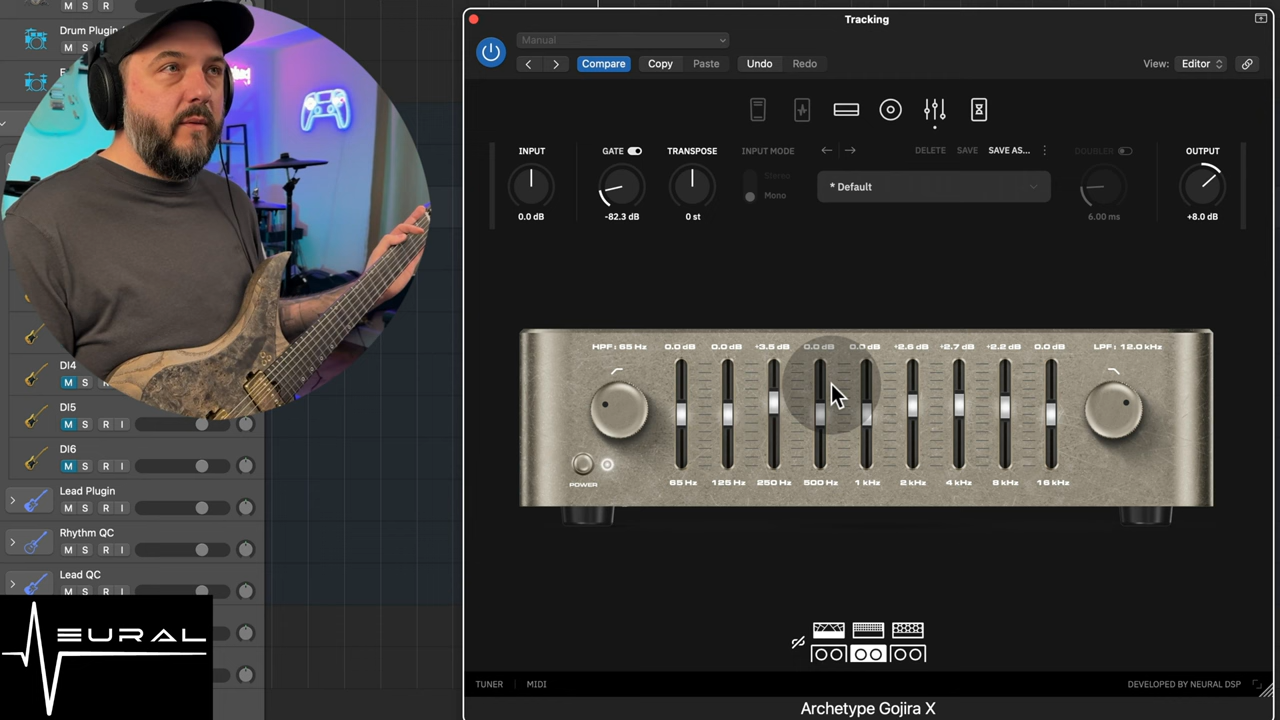 M S
Drum Plugin
M S
M
DI4
M S
DI5
M S R I
DI6
M S R I
Lead Plugin
M S R I
Rhythm QC
M S R I
Lead QC
M S R I
EURAL
Tracking
Manual
Compare Copy Paste Undo Redo View: Editor
INPUT GATE TRANSPOSE INPUT MODE DELETE SAVE SAVE AS... DOUBLER OUTPUT
Stereo
Mono
* Default
0.0 dB -82.3 dB 0 st 6.00 ms +8.0 dB
HPF: 65 Hz 0.0 dB 0.0 dB +3.5 dB 0.0 dB 0.0 dB +2.6 dB +2.7 dB +2.2 dB 0.0 dB LPF: 12.0 kHz
POWER 65 Hz 125 Hz 250 Hz 500 Hz 1 kHz 2 kHz 4 kHz 8 kHz 16 kHz
TUNER MIDI DEVELOPED BY NEURAL DSP
Archetype Gojira X